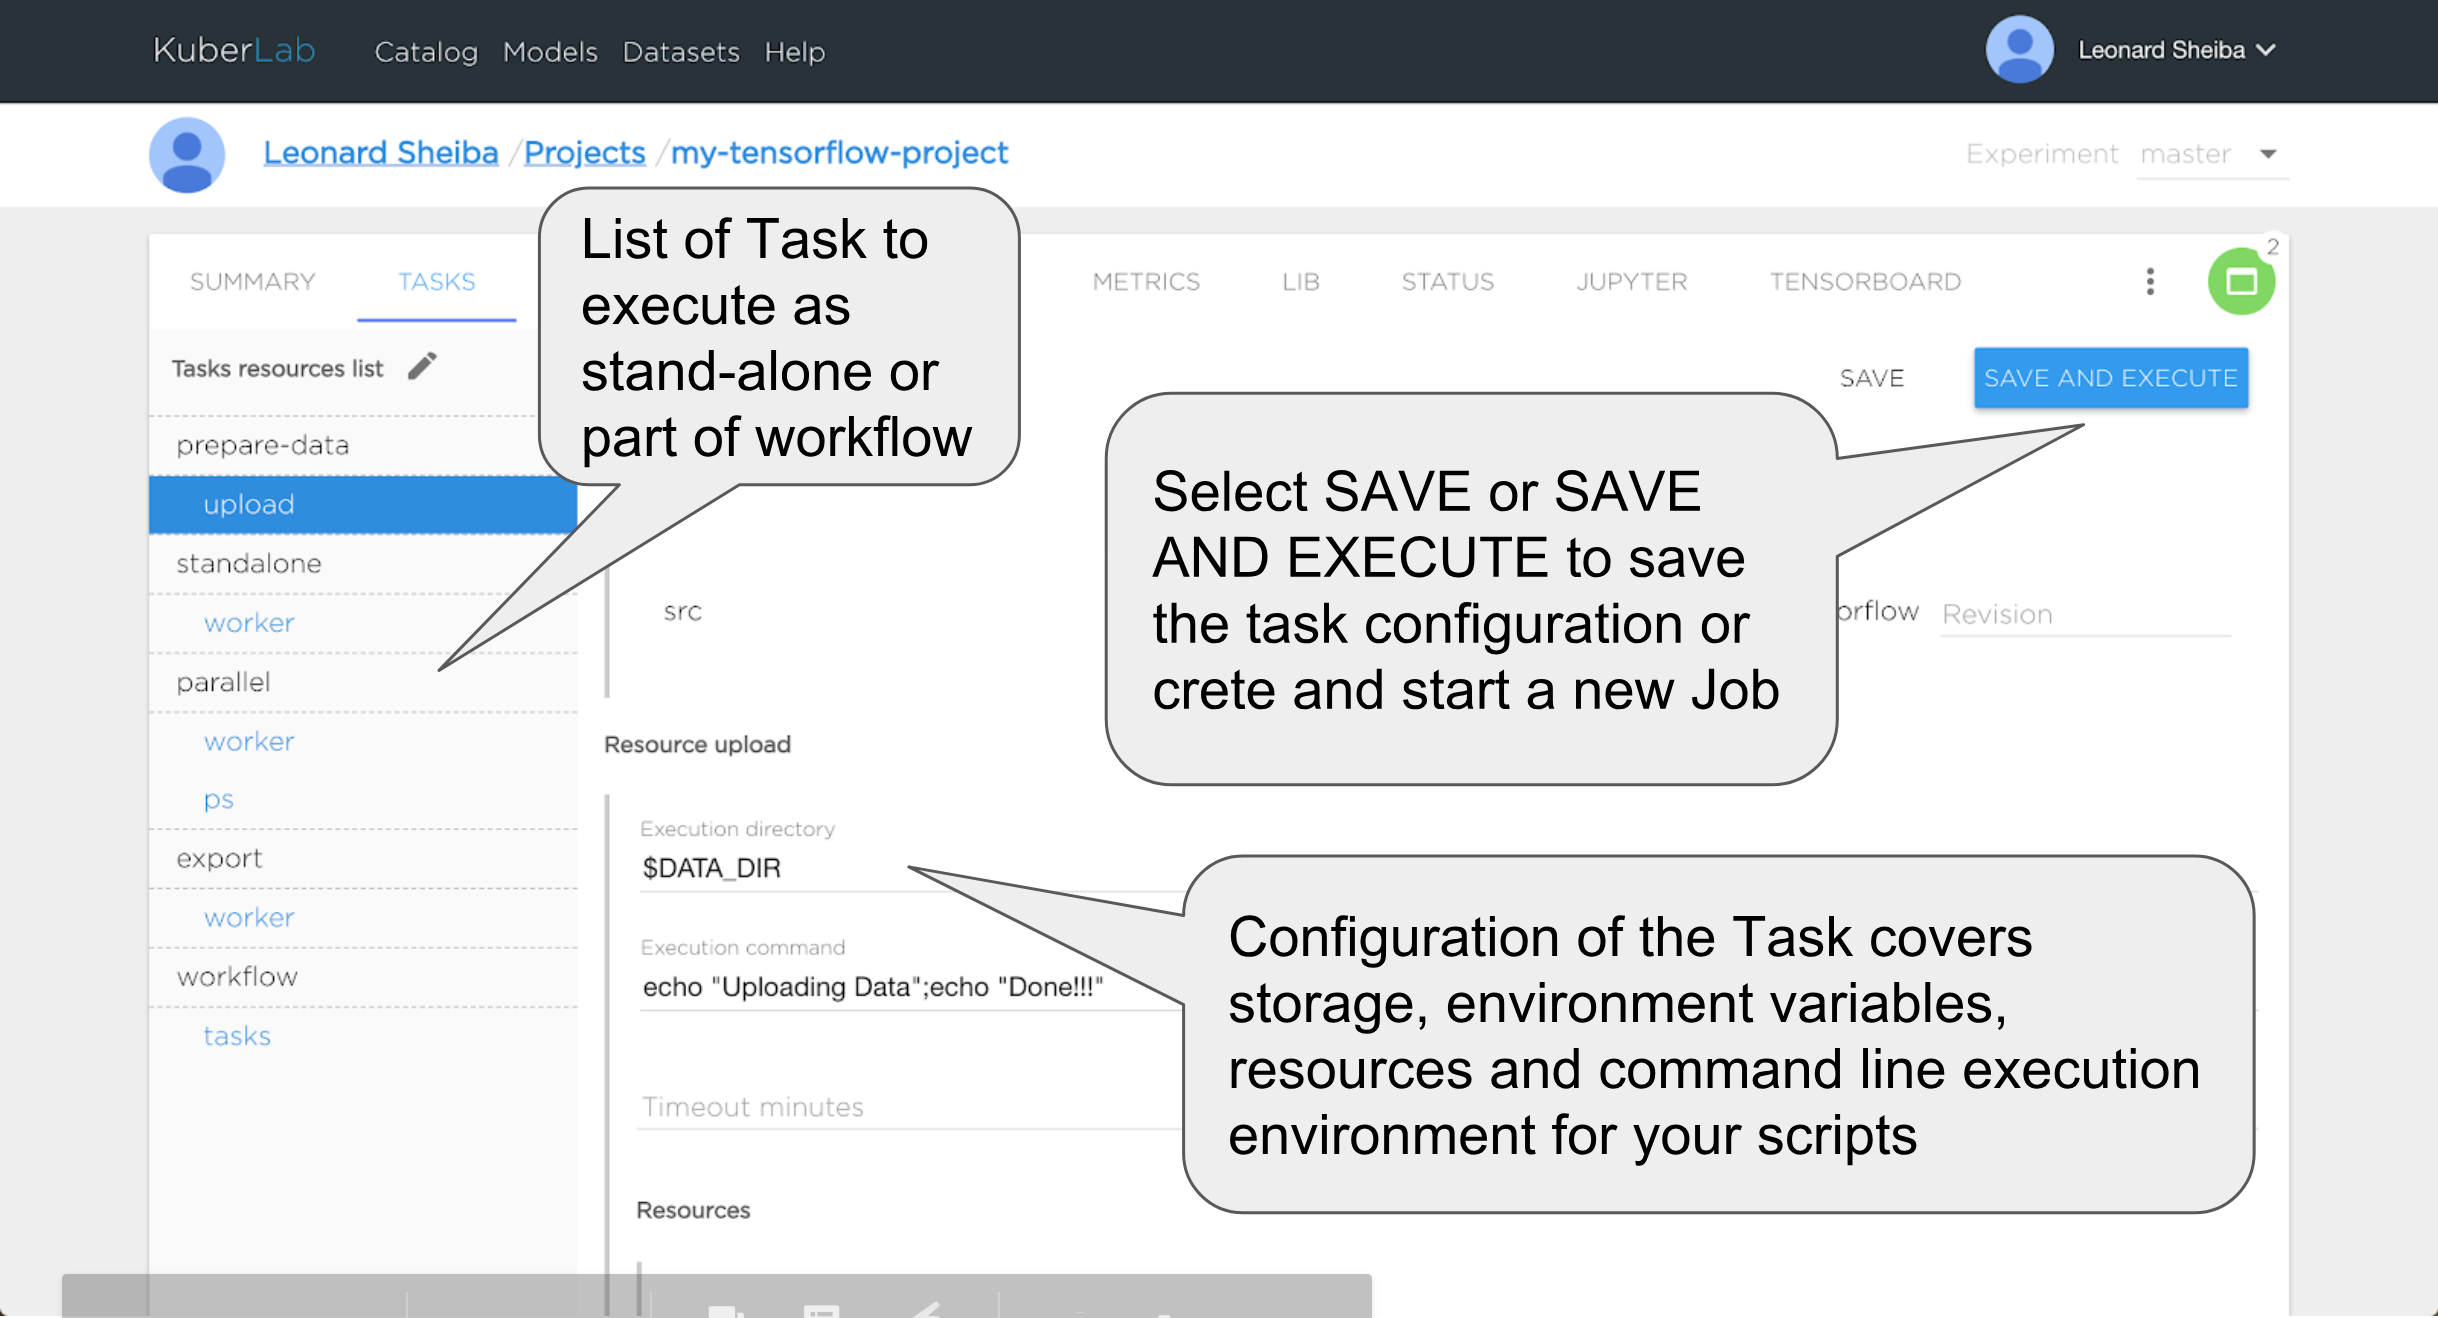 KuberLab Catalog Models Datasets Help Leonard Sheiba
Leonard Sheiba /Projects /my-tensorflow-project Experiment master
List of Task to
execute as
stand-alone or
part of workflow
SUMMARY TASKS METRICS LIB STATUS JUPYTER TENSORBOARD 2
Tasks resources list
SAVE SAVE AND EXECUTE
prepare-data
upload
standalone
worker
parallel
worker
ps
export
worker
workflow
tasks
Select SAVE or SAVE
AND EXECUTE to save
the task configuration or
crete and start a new Job
src orflow Revision
Resource upload
Execution directory
$DATA_DIR
Execution command
echo "Uploading Data";echo "Done!!!"
Timeout minutes
Resources
Configuration of the Task covers
storage, environment variables,
resources and command line execution
environment for your scripts